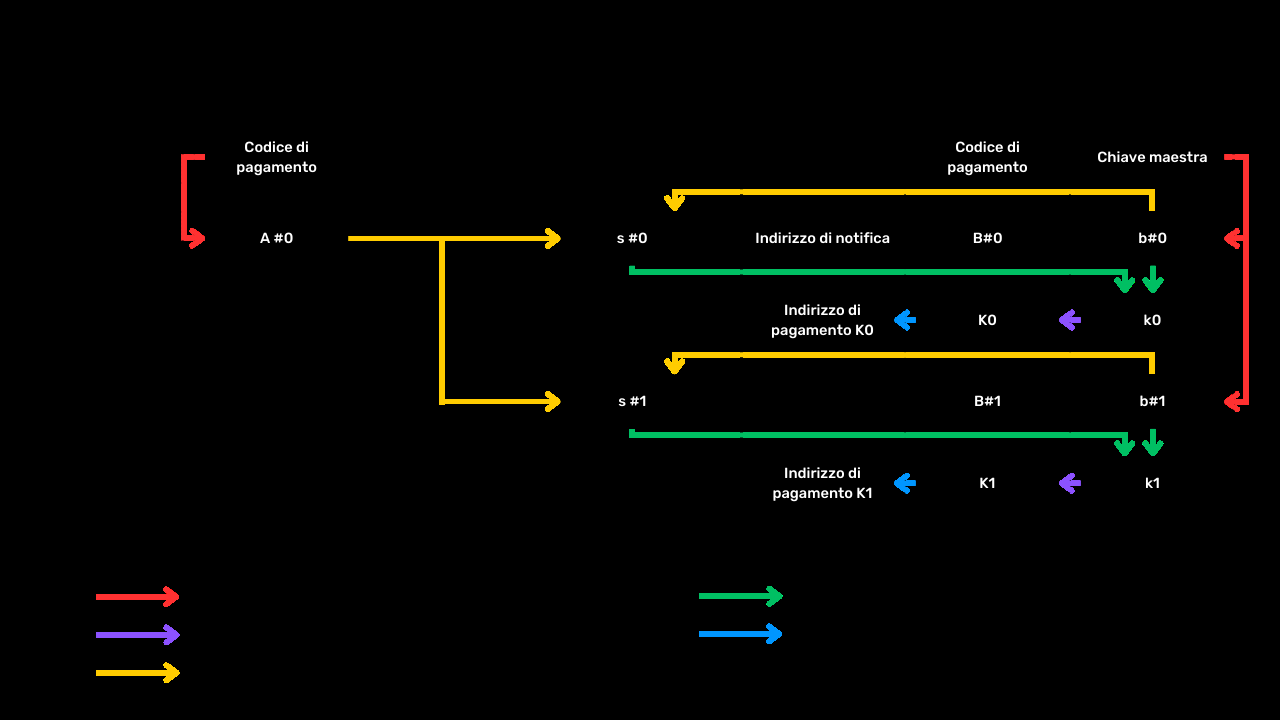 Codice di
pagamento
Codice di
pagamento
Chiave maestra
A #0
s #0
Indirizzo di notifica
B#0
b#0
Indirizzo di
pagamento K0
K0
k0
s #1
B#1
b#1
Indirizzo di
pagamento K1
K1
k1